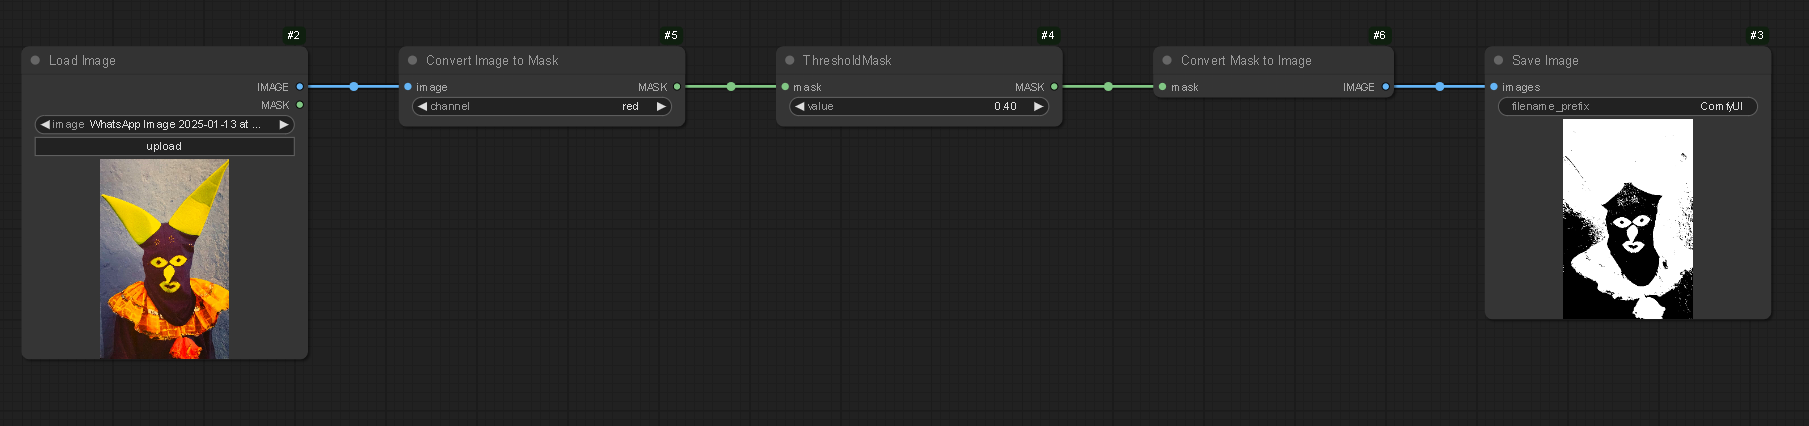 #2
Load Image
IMAGE
MASK
image WhatsApp Image 2025-01-13 at ...
upload
#5
Convert Image to Mask
image MASK
channel red
#4
ThresholdMask
mask MASK
value 0.40
#6
Convert Mask to Image
mask IMAGE
#3
Save Image
images
filename_prefix ComfyUI